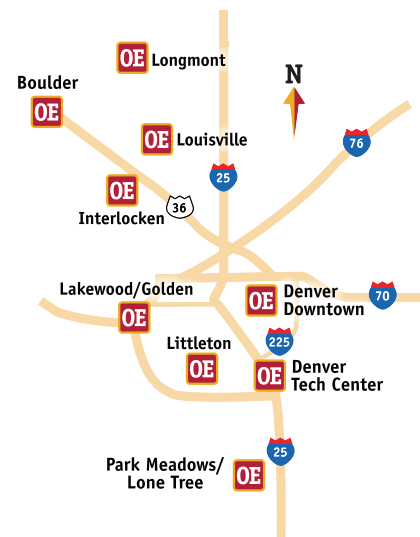 OE Longmont
N
Boulder
OE
OE Louisville
76
25
OE
36
Interlocken
Lakewood/Golden
OE
OE Denver
Downtown
70
Littleton
225
OE
OE Denver
Tech Center
25
Park Meadows/
Lone Tree
OE